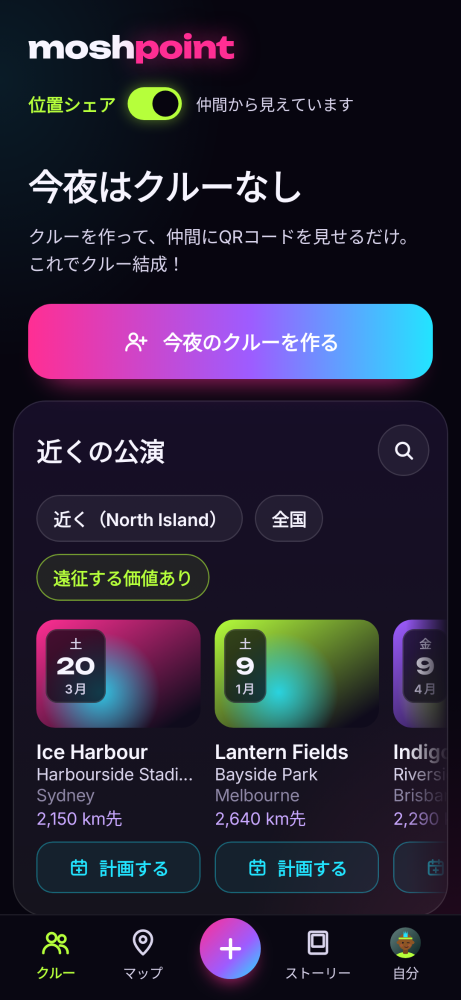 moshpoint
位置シェア 仲間から見えています
今夜はクルーなし
クルーを作って、仲間にQRコードを見せるだけ。
これでクルー結成！
今夜のクルーを作る
近くの公演
近く（North Island） 全国
遠征する価値あり
土 土 金
20 9 9
3月 1月 4月
Ice Harbour Lantern Fields
Harbourside Stadi... Bayside Park
Sydney Melbourne
2,150 km先 2,640 km先 2,290
計画する 計画する
クルー マップ ストーリー 自分